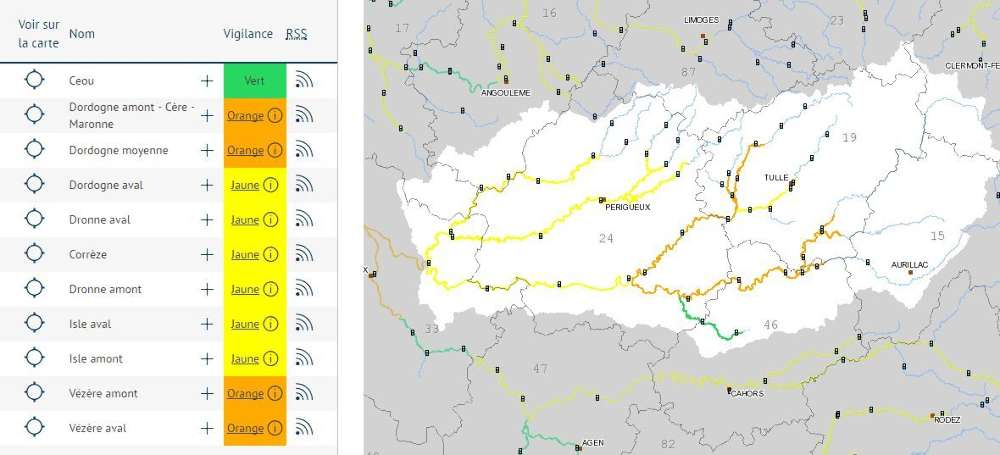 Voir sur
la carte
Nom
Vigilance
RSS
Ceou
+
Vert
Dordogne amont - Cère -
Maronne
+
Orange i
Dordogne moyenne
+
Orange i
Dordogne aval
+
Jaune i
Dronne aval
+
Jaune i
Corrèze
+
Jaune i
Dronne amont
+
Jaune i
Isle aval
+
Jaune i
Isle amont
+
Jaune i
Vézère amont
+
Orange i
Vézère aval
+
Orange i
17
16
LIMOGES
23
CLERMONT-FE
87
ANGOULEME
19
TULLE
PERIGUEUX
24
15
AURILLAC
X
33
46
47
CAHORS
RODEZ
AGEN
82